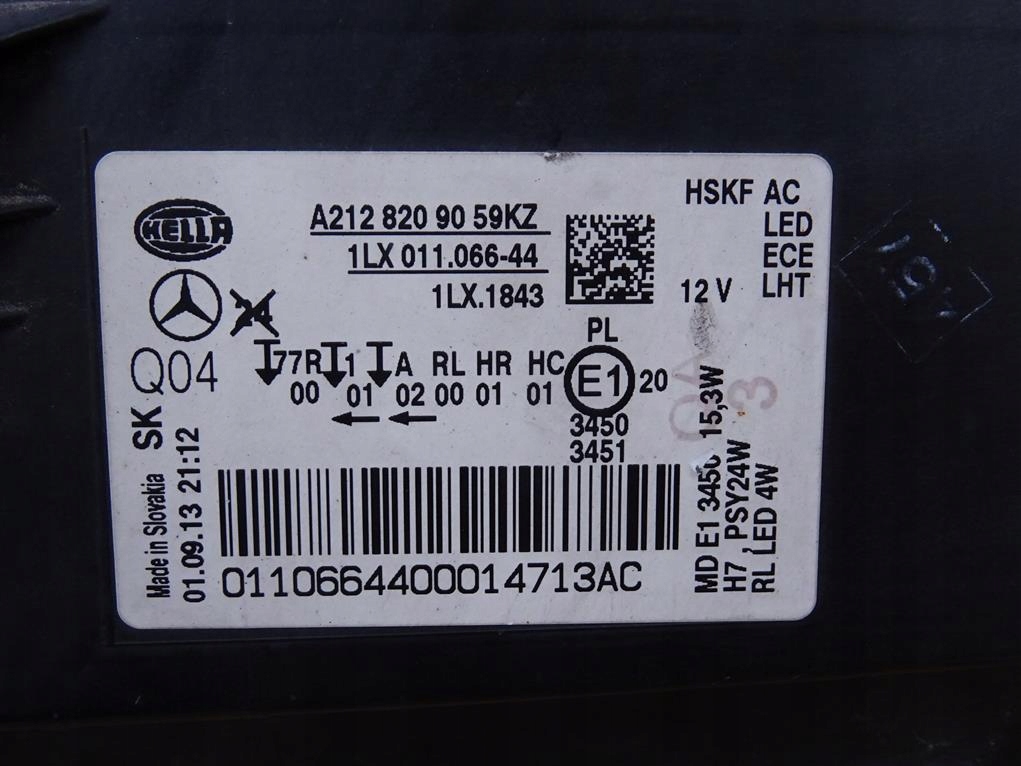 HELLA
A212 820 90 59KZ
1LX 011.066-44
1LX.1843
HSKF AC
LED
ECE
12 V LHT
24
Q04
77R 1 A RL HR HC PL
00 01 02 00 01 01 E1 20
3450
3451
SK
Made in Slovakia
01.09.13 21:12
0110664400014713AC
MD E1 3450 15,3W
H7 , PSY24W
RL LED 4W
3